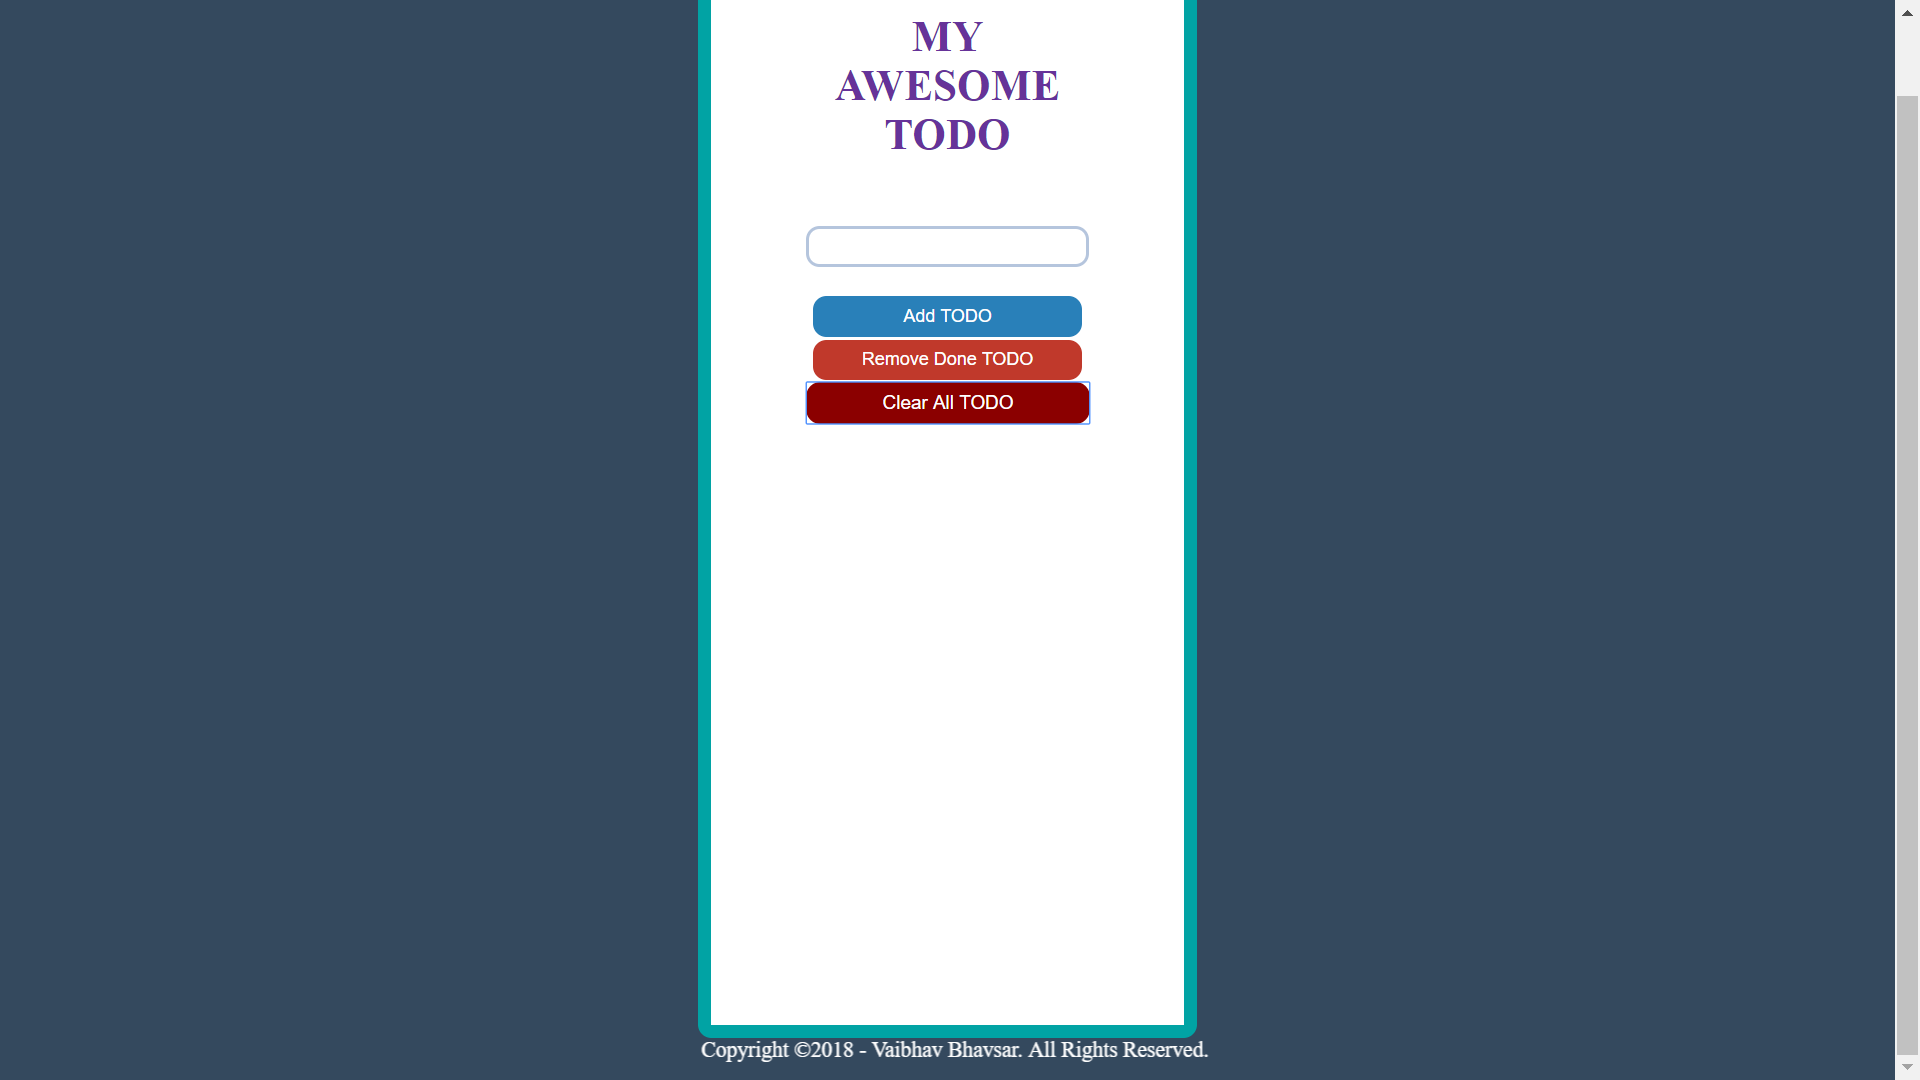 MY
AWESOME
TODO
Add TODO
Remove Done TODO
Clear All TODO
Copyright ©2018 - Vaibhav Bhavsar. All Rights Reserved.